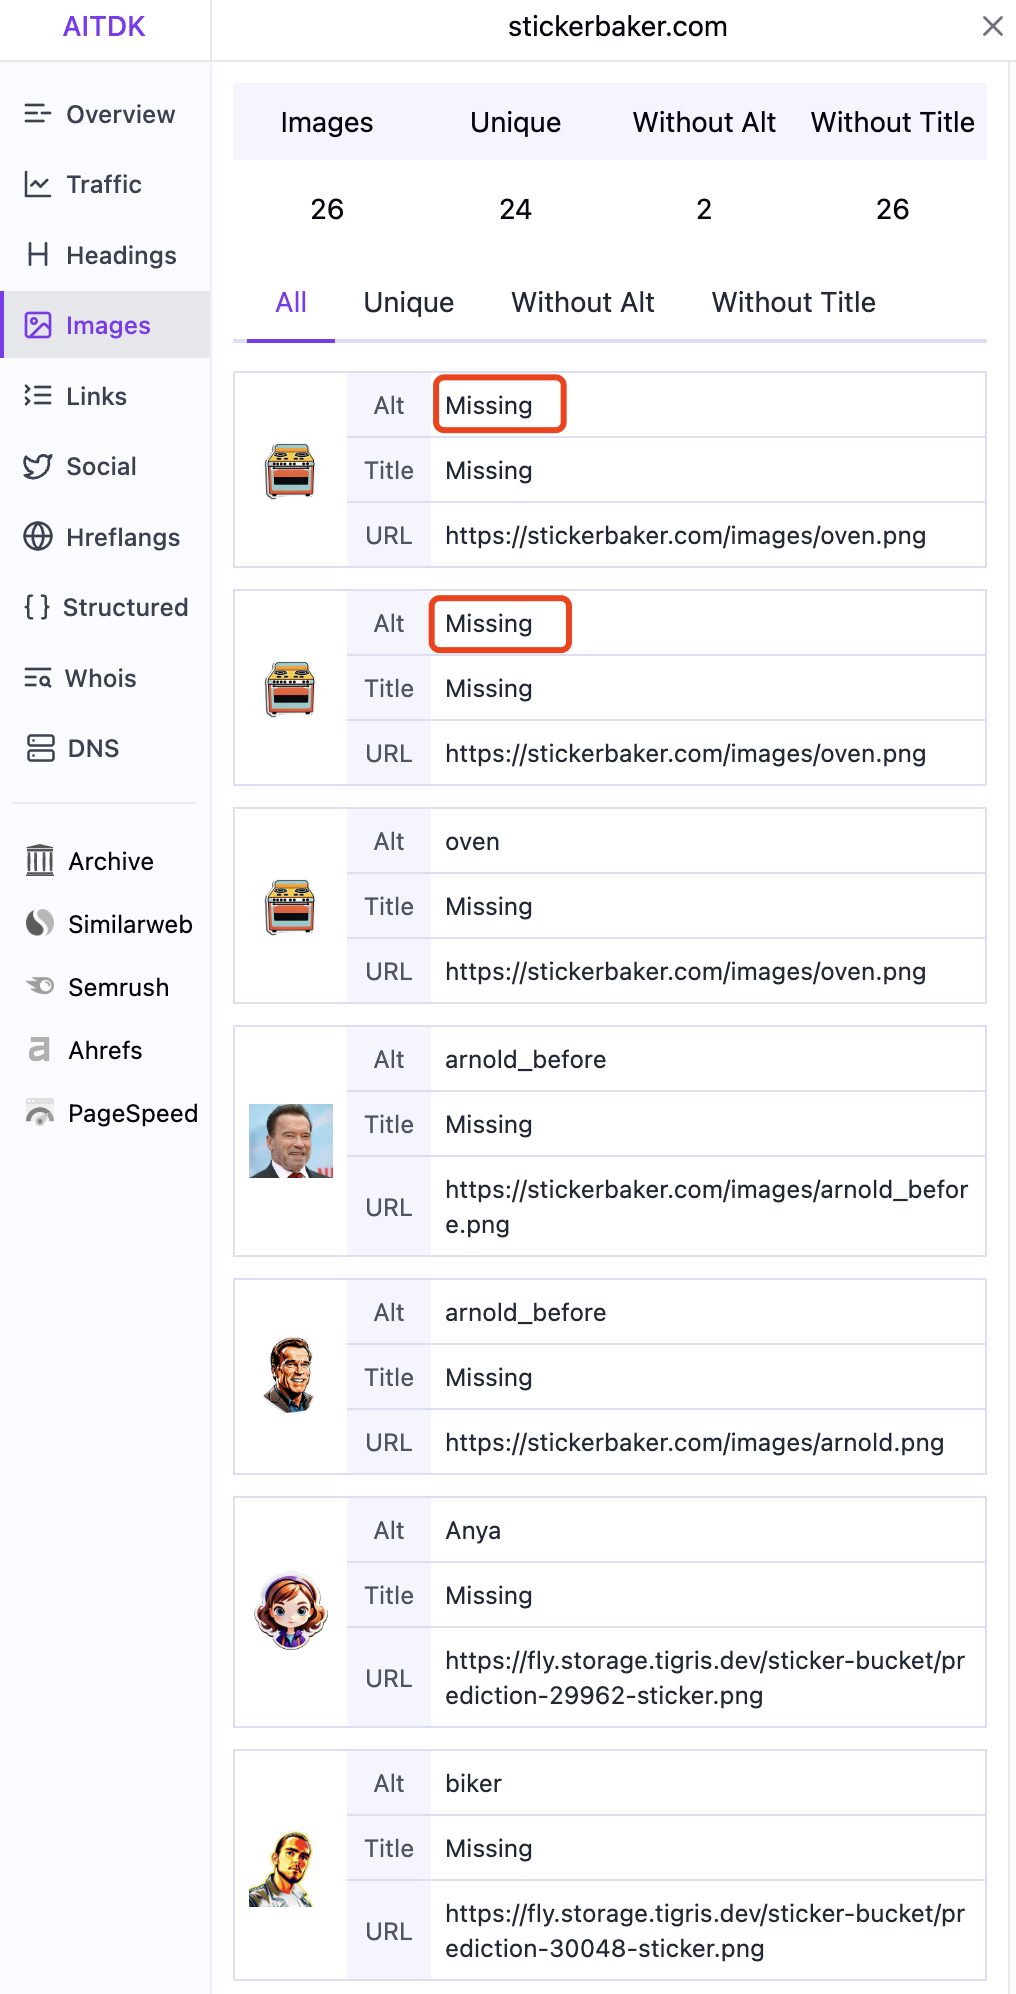 AITDK
stickerbaker.com
Overview
Traffic
Headings
Images
Links
Social
Hreflangs
Structured
Whois
DNS
Archive
Similarweb
Semrush
Ahrefs
PageSpeed
Images Unique Without Alt Without Title
26 24 2 26
All Unique Without Alt Without Title
Alt Missing
Title Missing
URL https://stickerbaker.com/images/oven.png
Alt Missing
Title Missing
URL https://stickerbaker.com/images/oven.png
Alt oven
Title Missing
URL https://stickerbaker.com/images/oven.png
Alt arnold_before
Title Missing
URL https://stickerbaker.com/images/arnold_befor
e.png
Alt arnold_before
Title Missing
URL https://stickerbaker.com/images/arnold.png
Alt Anya
Title Missing
URL https://fly.storage.tigris.dev/sticker-bucket/pr
ediction-29962-sticker.png
Alt biker
Title Missing
URL https://fly.storage.tigris.dev/sticker-bucket/pr
ediction-30048-sticker.png